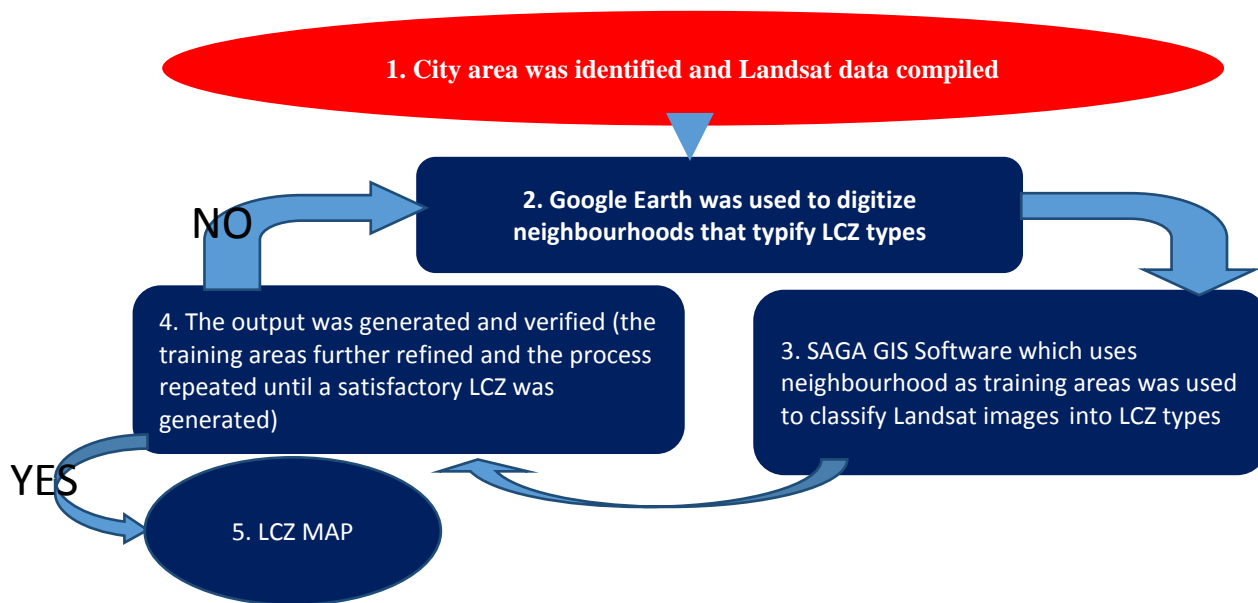 1. City area was identified and Landsat data compiled
2. Google Earth was used to digitize
neighbourhoods that typify LCZ types
NO
4. The output was generated and verified (the
training areas further refined and the process
repeated until a satisfactory LCZ was
generated)
3. SAGA GIS Software which uses
neighbourhood as training areas was used
to classify Landsat images into LCZ types
YES
5. LCZ MAP